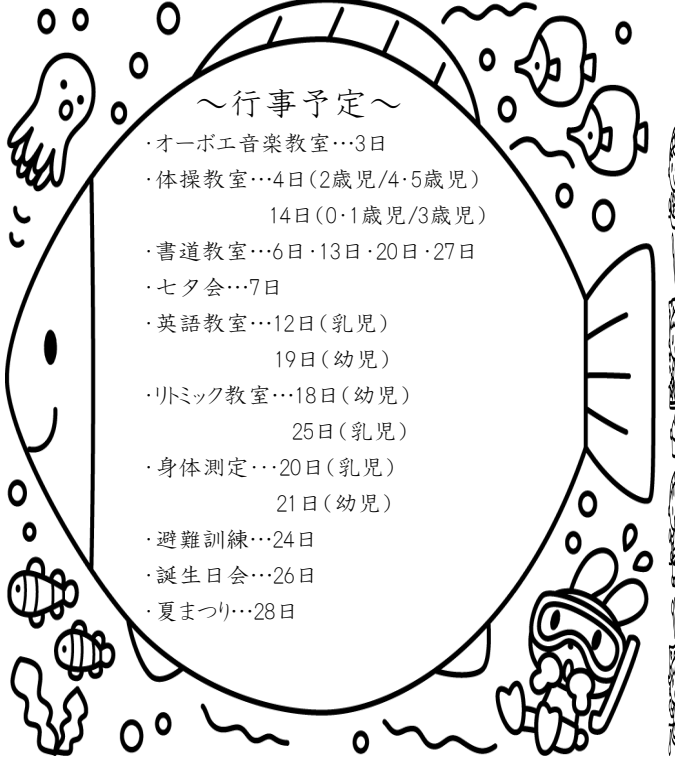 ～行事予定～
・オーボエ音楽教室…3日
・体操教室…4日(2歳児/4・5歳児)
14日(0・1歳児/3歳児)
・書道教室…6日・13日・20日・27日
・七夕会…7日
・英語教室…12日(乳児)
19日(幼児)
・リトミック教室…18日(幼児)
25日(乳児)
・身体測定…20日(乳児)
21日(幼児)
・避難訓練…24日
・誕生日会…26日
・夏まつり…28日